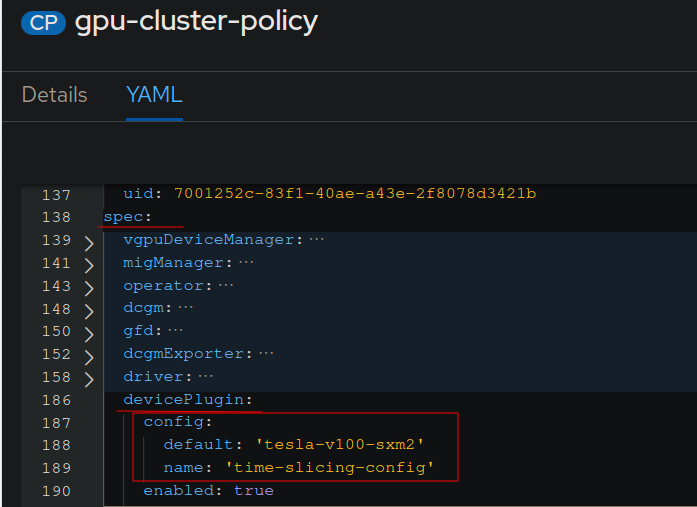 CP gpu-cluster-policy
Details YAML
137 uid: 7001252c-83f1-40ae-a43e-2f8078d3421b
138 spec:
139 vgpuDeviceManager:···
141 migManager:···
143 operator:···
148 dcgm:···
150 gfd:···
152 dcgmExporter:···
158 driver:···
186 devicePlugin:
187 config:
188 default: 'tesla-v100-sxm2'
189 name: 'time-slicing-config'
190 enabled: true